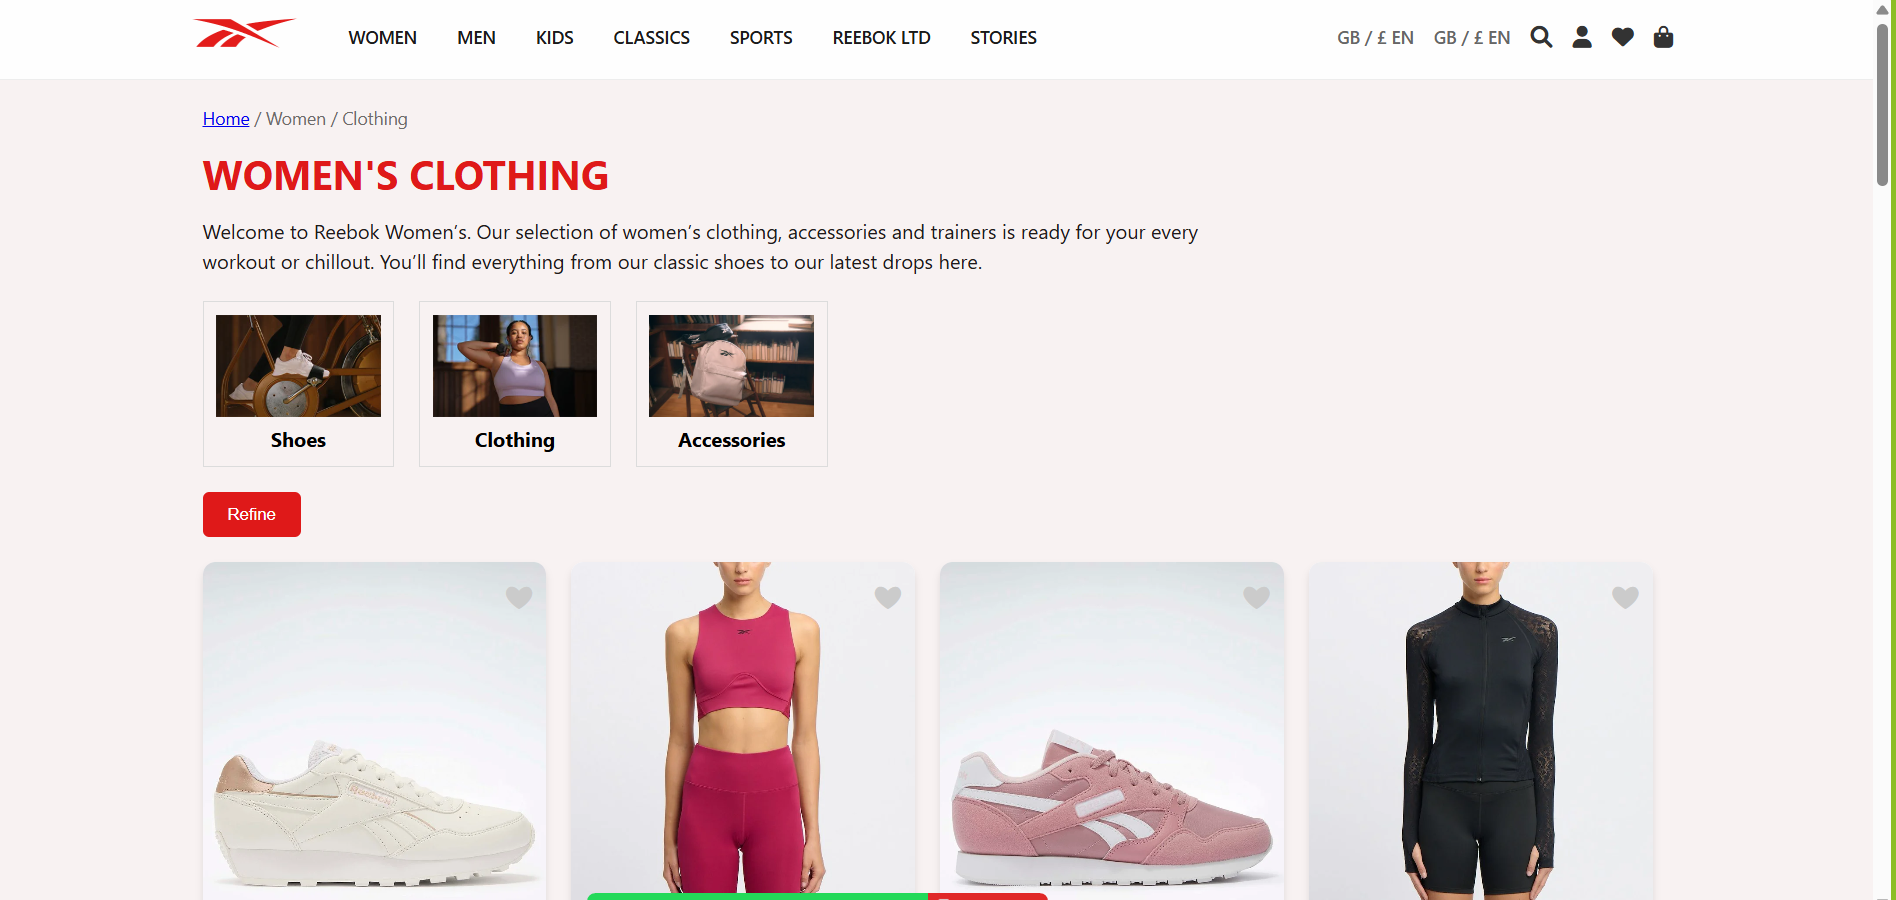 WOMEN MEN KIDS CLASSICS SPORTS REEBOK LTD STORIES GB / £ EN GB / £ EN
Home / Women / Clothing
WOMEN'S CLOTHING
Welcome to Reebok Women’s. Our selection of women’s clothing, accessories and trainers is ready for your every
workout or chillout. You’ll find everything from our classic shoes to our latest drops here.
Shoes Clothing Accessories
Refine
Reebok